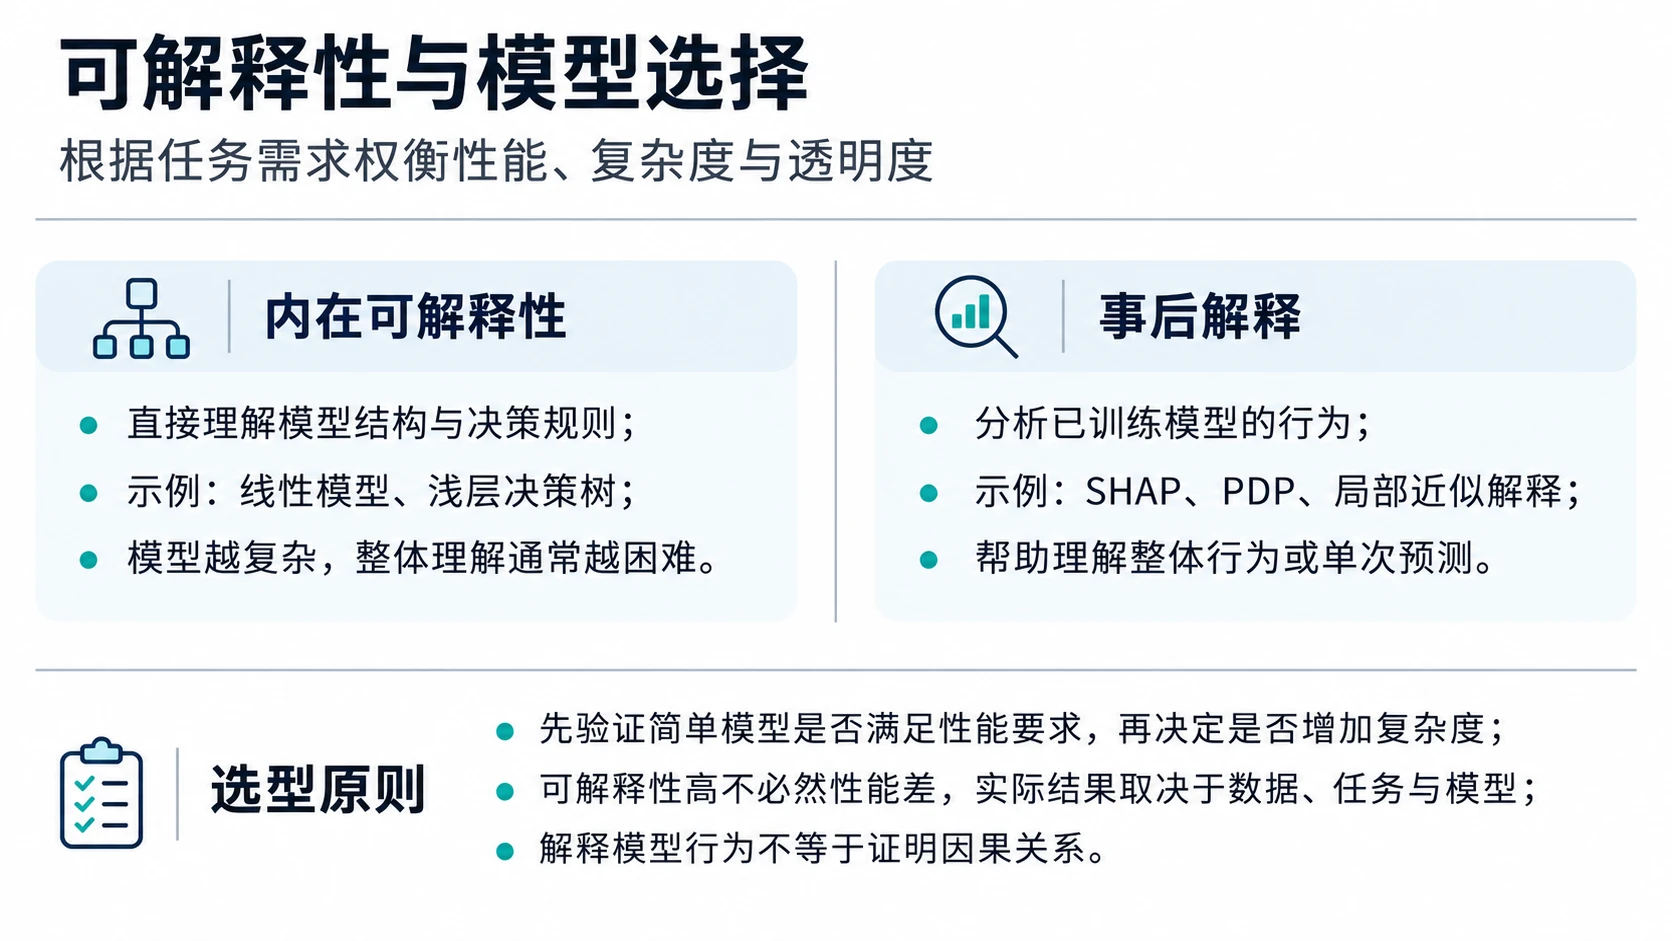 可解释性与模型选择
根据任务需求权衡性能、复杂度与透明度
内在可解释性
直接理解模型结构与决策规则；
示例：线性模型、浅层决策树；
模型越复杂，整体理解通常越困难。
事后解释
分析已训练模型的行为；
示例：SHAP、PDP、局部近似解释；
帮助理解整体行为或单次预测。
选型原则
先验证简单模型是否满足性能要求，再决定是否增加复杂度；
可解释性高不必然性能差，实际结果取决于数据、任务与模型；
解释模型行为不等于证明因果关系。